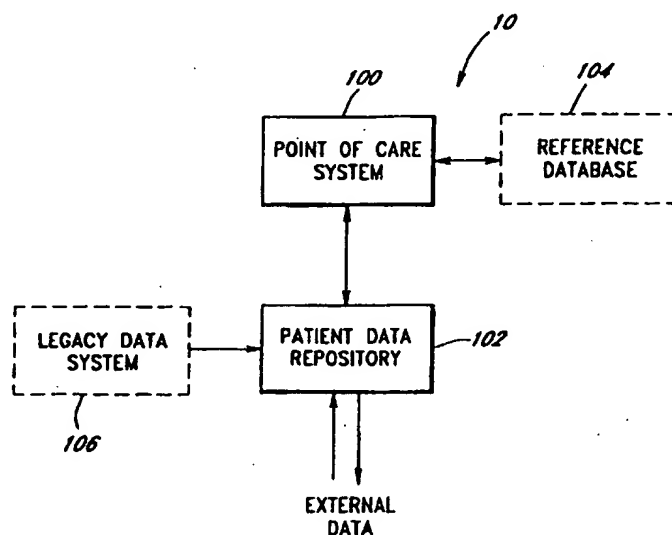 10
100
104
POINT OF CARE
SYSTEM
REFERENCE
DATABASE
LEGACY DATA
SYSTEM
PATIENT DATA
REPOSITORY
102
106
EXTERNAL
DATA